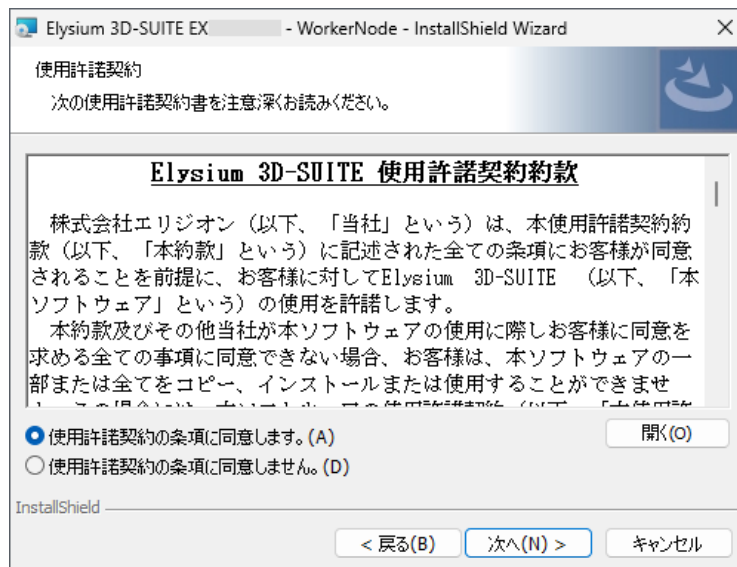 Elysium 3D-SUITE EX - WorkerNode - InstallShield Wizard
使用許諾契約
次の使用許諾契約書を注意深くお読みください。
Elysium 3D-SUITE 使用許諾契約約款
株式会社エリジオン（以下、「当社」という）は、本使用許諾契約約
款（以下、「本約款」という）に記述された全ての条項にお客様が同意
されることを前提に、お客様に対してElysium 3D-SUITE （以下、「本
ソフトウェア」という）の使用を許諾します。
本約款及びその他当社が本ソフトウェアの使用に際しお客様に同意を
求める全ての事項に同意できない場合、お客様は、本ソフトウェアの一
部または全てをコピー、インストールまたは使用することができませ
使用許諾契約の条項に同意します。(A)
開く(O)
使用許諾契約の条項に同意しません。(D)
InstallShield
< 戻る(B)
次へ(N) >
キャンセル